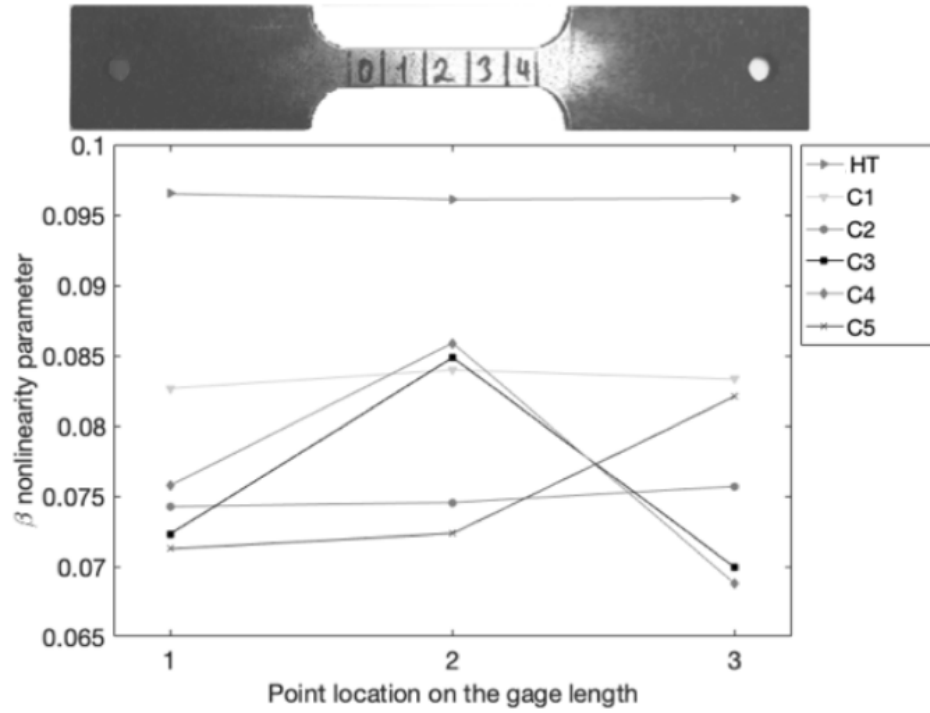 0 1 2 3 4
0.1
0.095
0.09
0.085
0.08
0.075
0.07
0.065
β nonlinearity parameter
1 2 3
Point location on the gage length
HT
C1
C2
C3
C4
C5